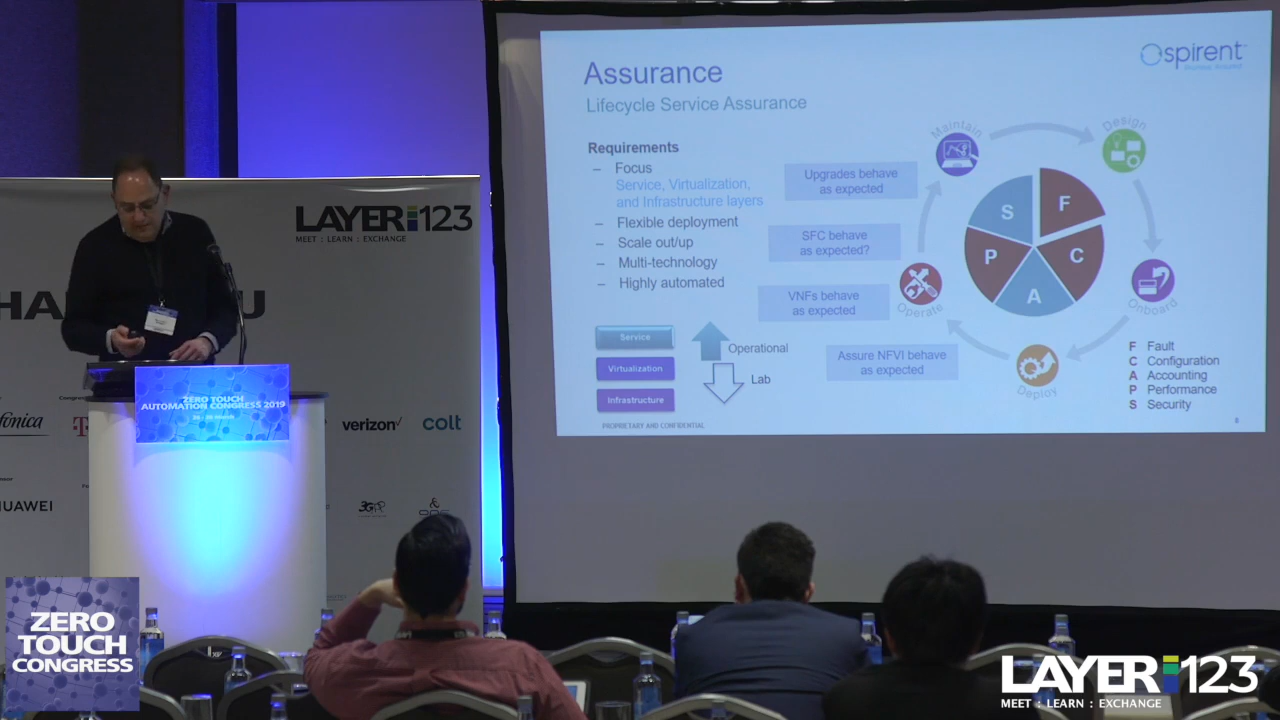 spirent
Assurance
Lifecycle Service Assurance
Requirements
– Focus
Service, Virtualization,
and Infrastructure layers
– Flexible deployment
– Scale out/up
– Multi-technology
– Highly automated
Upgrades behave
as expected
SFC behave
as expected?
VNFs behave
as expected
Assure NFVI behave
as expected
Service
Virtualization
Infrastructure
Operational
Lab
Maintain
Design
Onboard
Deploy
Operate
S
F
P
C
A
F Fault
C Configuration
A Accounting
P Performance
S Security
PROPRIETARY AND CONFIDENTIAL
8
LAYER123
MEET : LEARN : EXCHANGE
HA
U
ZERO TOUCH
AUTOMATION CONGRESS 2019
verizon
colt
ZERO
TOUCH
CONGRESS
LAYER123
MEET : LEARN : EXCHANGE